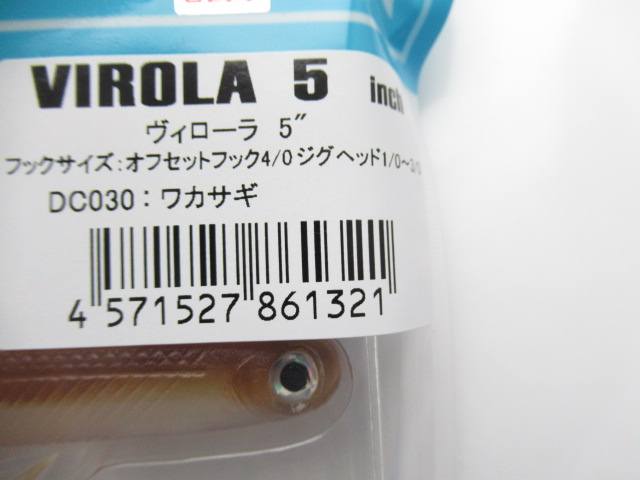 VIROLA 5 inch
ヴィローラ 5″
フックサイズ:オフセットフック4/0ジグヘッド1/0~3/0
DC030:ワカサギ
4 571527 861321